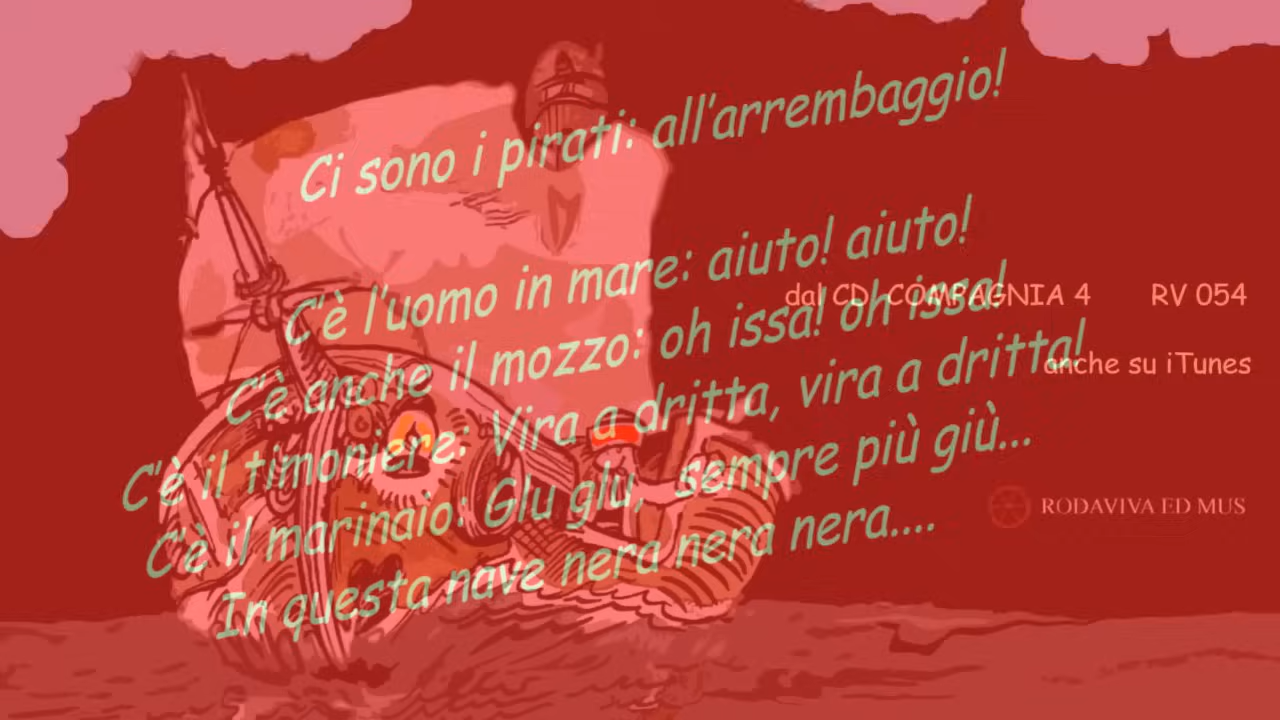 Ci sono i pirati: all'arrembaggio!
C'è l'uomo in mare: aiuto! aiuto!
C'è anche il mozzo: oh issa! oh issa!
C'è il timoniere: Vira a dritta, vira a dritta!
C'è il marinaio: Glu glu, sempre più giù...
In questa nave nera nera nera....
dal CD COMPAGNIA 4 RV 054
anche su iTunes
RODAVIVA ED MUS